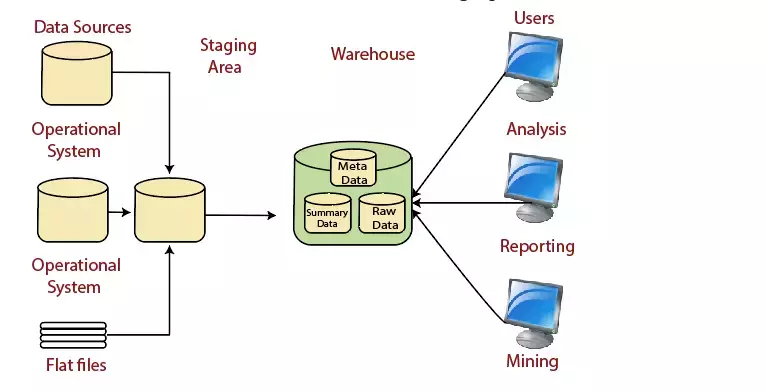 Data Sources
Staging
Area
Warehouse
Users
Operational
System
Analysis
Meta
Data
Summary
Data
Raw
Data
Operational
System
Reporting
Flat files
Mining